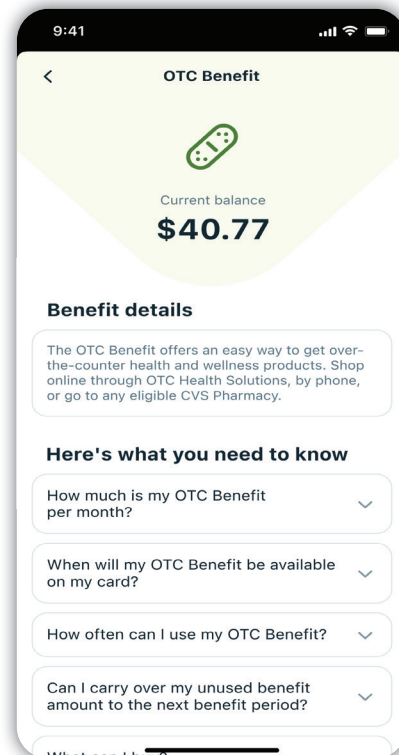 9:41
OTC Benefit
Current balance
$40.77
Benefit details
The OTC Benefit offers an easy way to get over-
the-counter health and wellness products. Shop
online through OTC Health Solutions, by phone,
or go to any eligible CVS Pharmacy.
Here's what you need to know
How much is my OTC Benefit
per month?
When will my OTC Benefit be available
on my card?
How often can I use my OTC Benefit?
Can I carry over my unused benefit
amount to the next benefit period?
What can I buy?